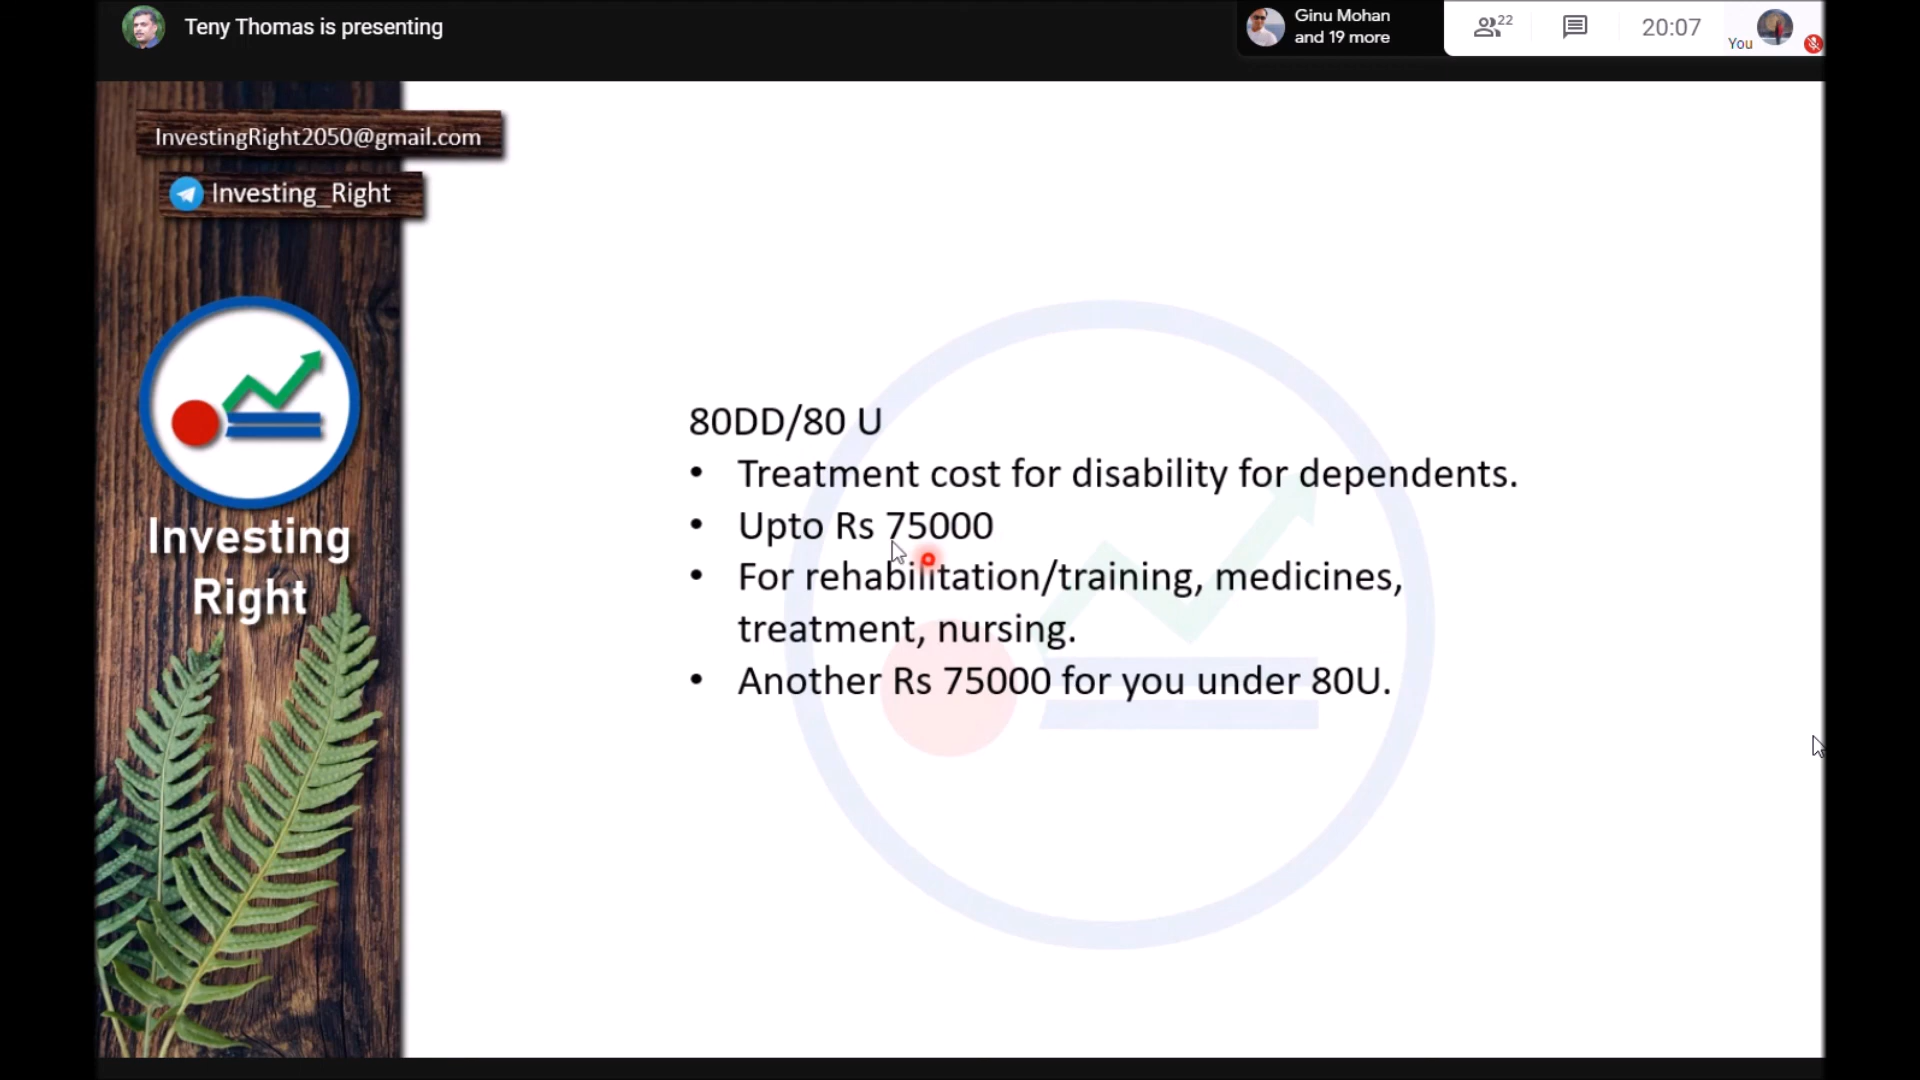 Teny Thomas is presenting
Ginu Mohan
and 19 more
22
20:07
You
InvestingRight2050@gmail.com
Investing_Right
Investing
Right
80DD/80 U
• Treatment cost for disability for dependents.
• Upto Rs 75000
• For rehabilitation/training, medicines,
treatment, nursing.
• Another Rs 75000 for you under 80U.